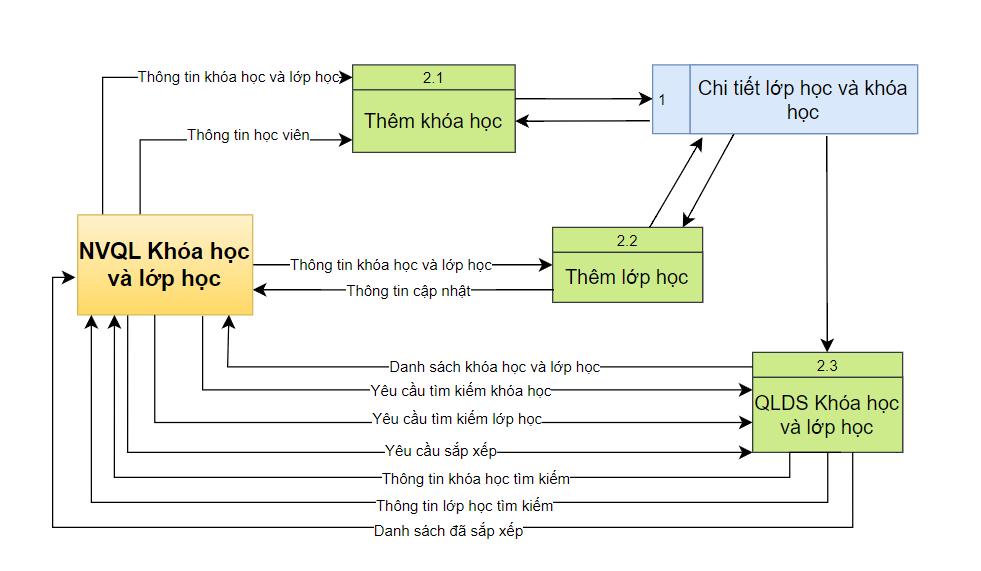 Thông tin khóa học và lớp học
2.1
Thêm khóa học
1
Chi tiết lớp học và khóa
học
Thông tin học viên
NVQL Khóa học
và lớp học
Thông tin khóa học và lớp học
Thông tin cập nhật
2.2
Thêm lớp học
Danh sách khóa học và lớp học
Yêu cầu tìm kiếm khóa học
Yêu cầu tìm kiếm lớp học
Yêu cầu sắp xếp
2.3
QLDS Khóa học
và lớp học
Thông tin khóa học tìm kiếm
Thông tin lớp học tìm kiếm
Danh sách đã sắp xếp